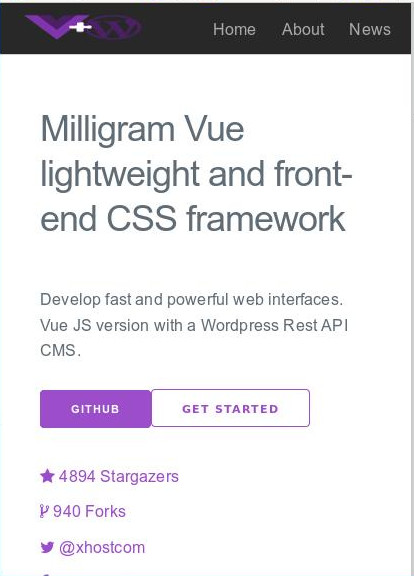 Home About News
Milligram Vue
lightweight and front-
end CSS framework
Develop fast and powerful web interfaces.
Vue JS version with a Wordpress Rest API
CMS.
GITHUB GET STARTED
4894 Stargazers
940 Forks
@xhostcom